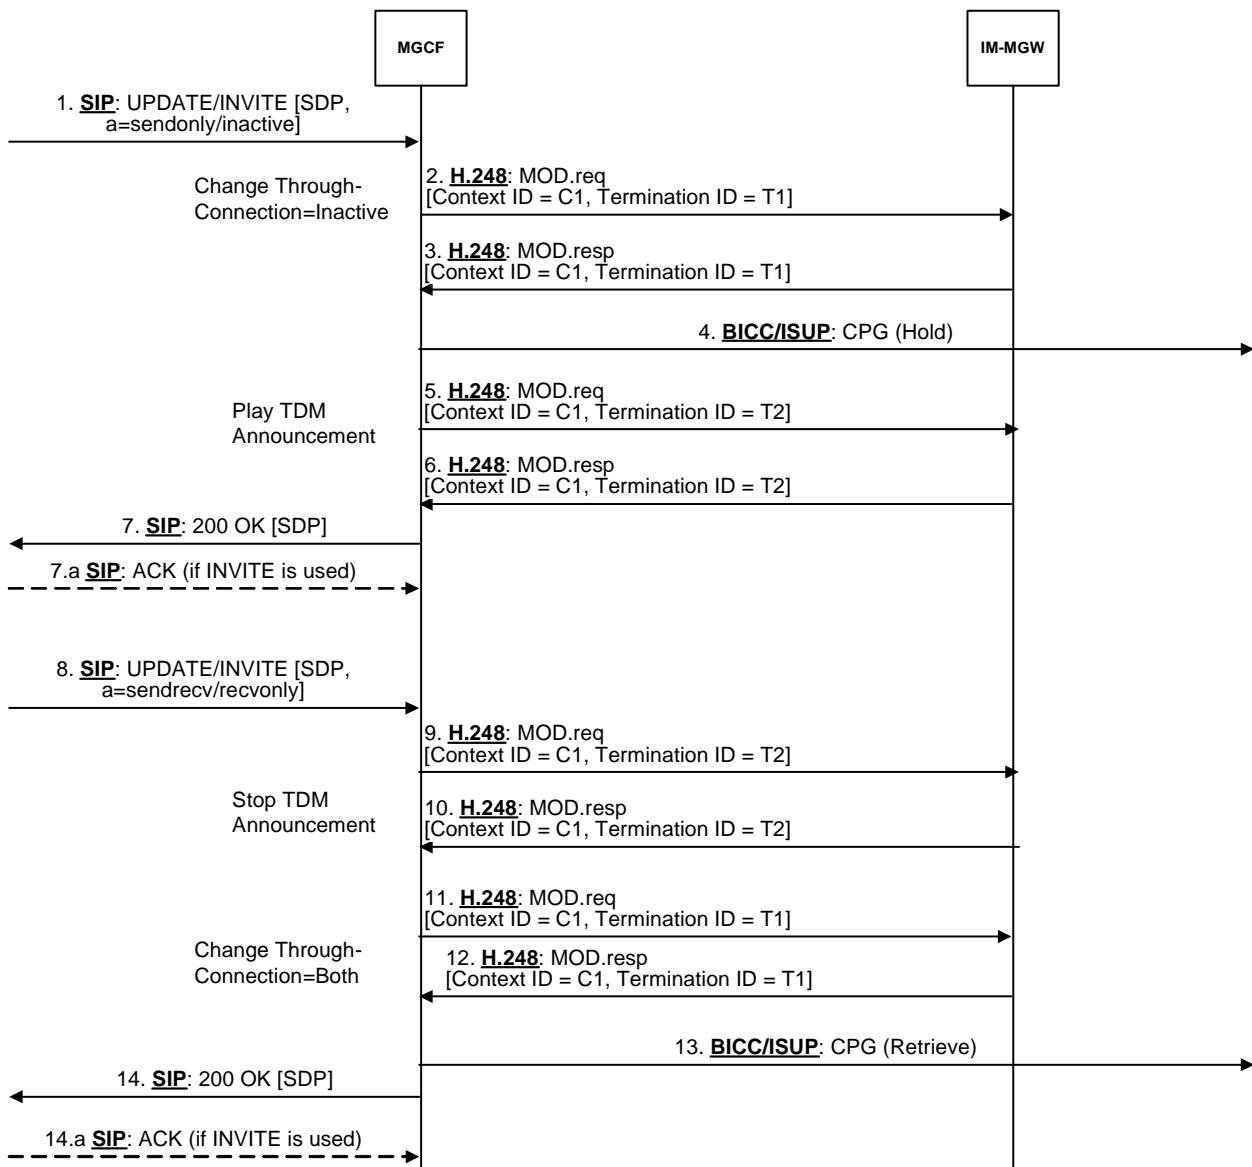 MGCF
IM-MGW
1. SIP: UPDATE/INVITE [SDP,
a=sendonly/inactive]
Change Through-
Connection=Inactive
2. H.248: MOD.req
[Context ID = C1, Termination ID = T1]
3. H.248: MOD.resp
[Context ID = C1, Termination ID = T1]
4. BICC/ISUP: CPG (Hold)
Play TDM
Announcement
5. H.248: MOD.req
[Context ID = C1, Termination ID = T2]
6. H.248: MOD.resp
[Context ID = C1, Termination ID = T2]
7. SIP: 200 OK [SDP]
7.a SIP: ACK (if INVITE is used)
8. SIP: UPDATE/INVITE [SDP,
a=sendrecv/recvonly]
9. H.248: MOD.req
[Context ID = C1, Termination ID = T2]
Stop TDM
Announcement
10. H.248: MOD.resp
[Context ID = C1, Termination ID = T2]
11. H.248: MOD.req
[Context ID = C1, Termination ID = T1]
Change Through-
Connection=Both
12. H.248: MOD.resp
[Context ID = C1, Termination ID = T1]
13. BICC/ISUP: CPG (Retrieve)
14. SIP: 200 OK [SDP]
14.a SIP: ACK (if INVITE is used)